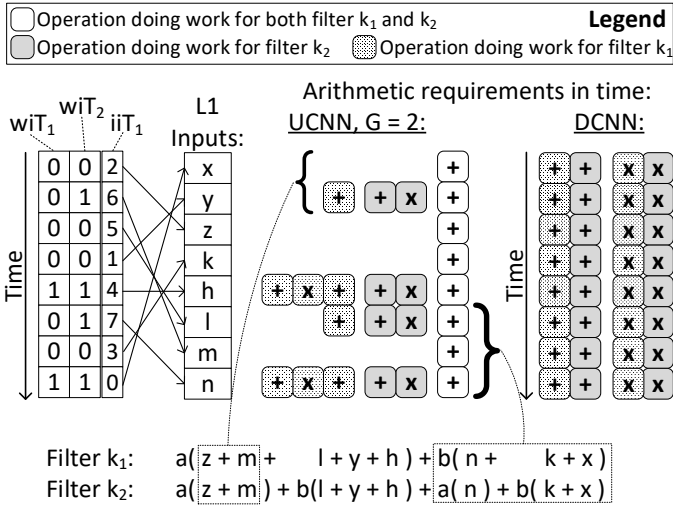 Legend
Operation doing work for both filter k₁ and k₂
Operation doing work for filter k₂
Operation doing work for filter k₁
Arithmetic requirements in time:
wiT₁ wiT₂ iiT₁
L1 Inputs:
UCNN, G = 2:
DCNN:
Time
0 0 2
0 1 6
0 0 5
0 0 1
1 1 4
0 1 7
0 0 3
1 1 0
x
y
z
k
h
l
m
n
+
+ + x +
+
+
+ x + + x +
+ + x +
+
+ x + + x +
Time
+ + x x
+ + x x
+ + x x
+ + x x
+ + x x
+ + x x
+ + x x
+ + x x
Filter k₁: a( z + m + l + y + h ) + b( n + k + x )
Filter k₂: a( z + m ) + b(l + y + h ) + a( n ) + b( k + x )